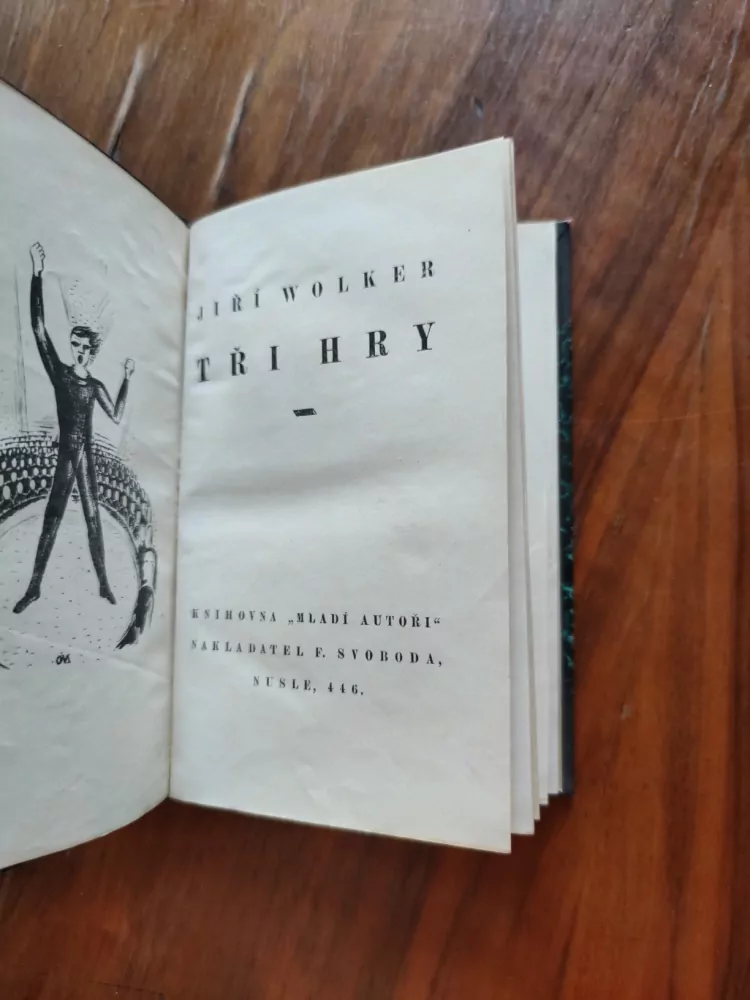 JIŘÍ WOLKER
TŘI HRY
KNIHOVNA „MLADÍ AUTOŘI“
NAKLADATEL F. SVOBODA,
NUSLE, 446.